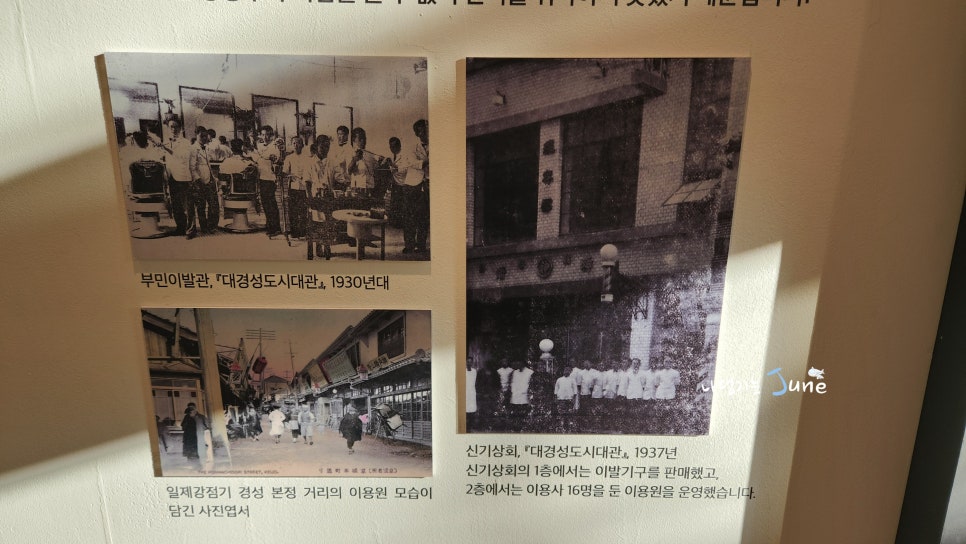 부민이발관, 『대경성도시대관』, 1930년대
일제강점기 경성 본정 거리의 이용원 모습이
담긴 사진엽서
신기상회, 『대경성도시대관』, 1937년
신기상회의 1층에서는 이발기구를 판매했고,
2층에서는 이용사 16명을 둔 이용원을 운영했습니다.
June